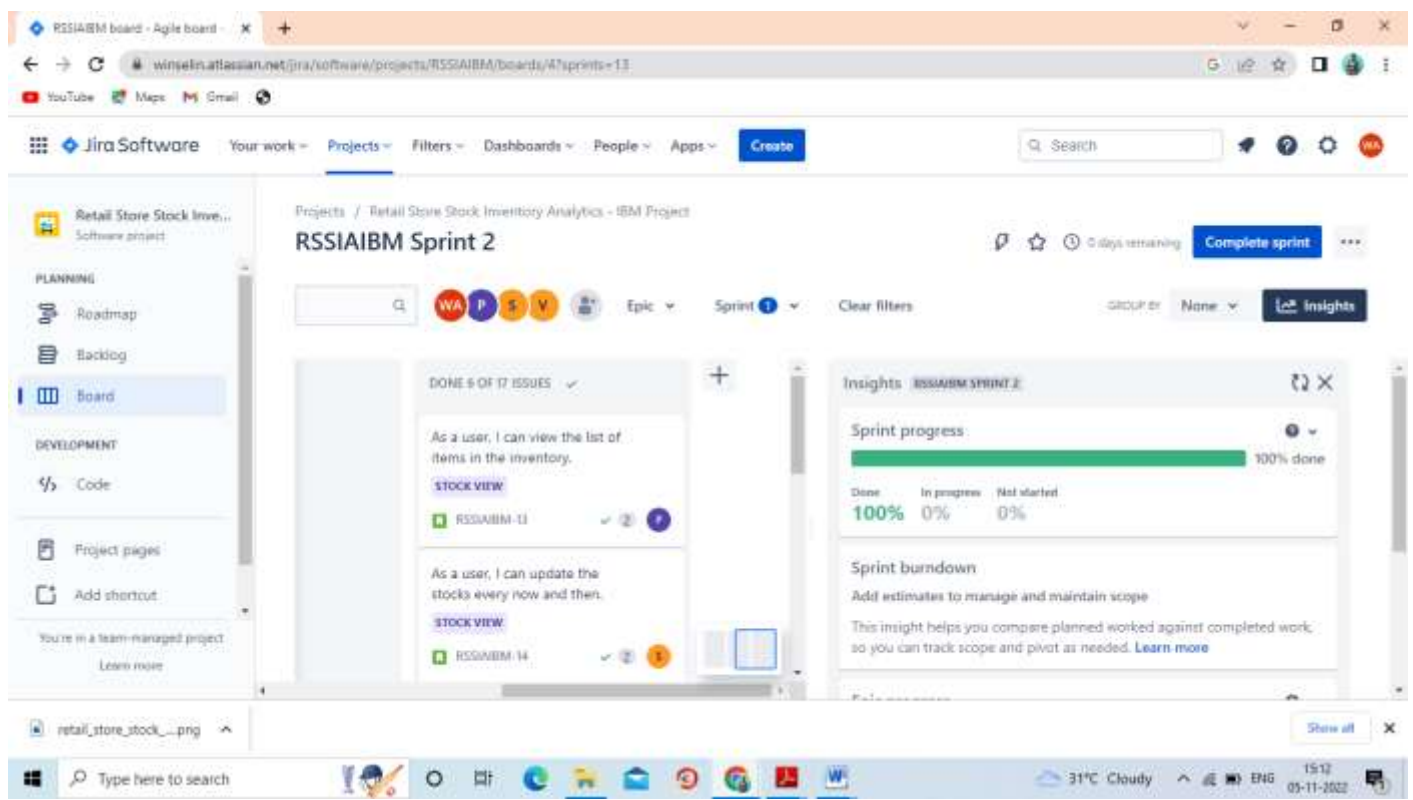 RSSIAIBM board - Agile board -
winselin.atlassian.net/jira/software/projects/RSSIAIBM/boards/4?sprints=13
YouTube Maps Gmail
Jira Software Your work Projects Filters Dashboards People Apps Create Search WA
Retail Store Stock Inve...
Software project
Projects / Retail Store Stock Inventory Analytics - IBM Project
RSSIAIBM Sprint 2
0 days remaining Complete sprint
PLANNING
Roadmap
Backlog
Board
DEVELOPMENT
Code
Project pages
Add shortcut
You're in a team-managed project
Learn more
WA P S V Epic Sprint 1 Clear filters GROUP BY None Insights
DONE 6 OF 17 ISSUES
As a user, I can view the list of
items in the inventory.
STOCK VIEW
RSSIAIBM-13 2 P
As a user, I can update the
stocks every now and then.
STOCK VIEW
RSSIAIBM-14 2 S
Insights RSSIAIBM SPRINT 2
Sprint progress
100% done
Done In progress Not started
100% 0% 0%
Sprint burndown
Add estimates to manage and maintain scope
This insight helps you compare planned worked against completed work,
so you can track scope and pivot as needed. Learn more
retail_store_stock_....png Show all
Type here to search 31°C Cloudy ENG 15:12
05-11-2022